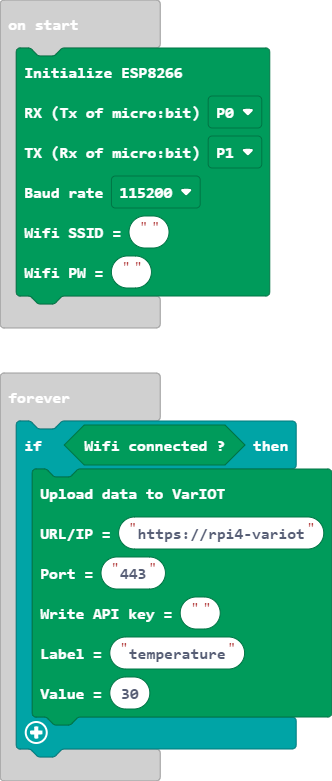 on start
Initialize ESP8266
RX (Tx of micro:bit) P0
TX (Rx of micro:bit) P1
Baud rate 115200
Wifi SSID = " "
Wifi PW = " "
forever
if Wifi connected ? then
Upload data to VarIOT
URL/IP = "https://rpi4-variot"
Port = "443"
Write API key = " "
Label = "temperature"
Value = 30